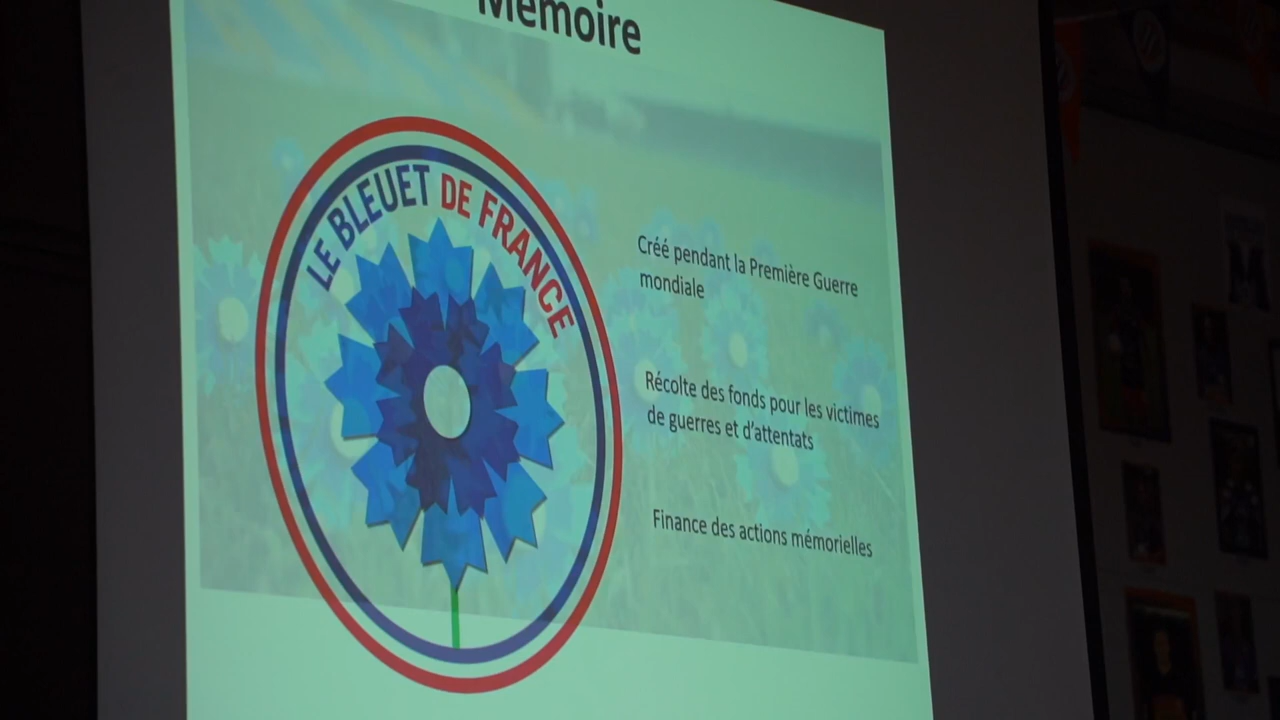 Mémoire
LE BLEUET DE FRANCE
Créé pendant la Première Guerre
mondiale
Récolte des fonds pour les victimes
de guerres et d'attentats
Finance des actions mémorielles